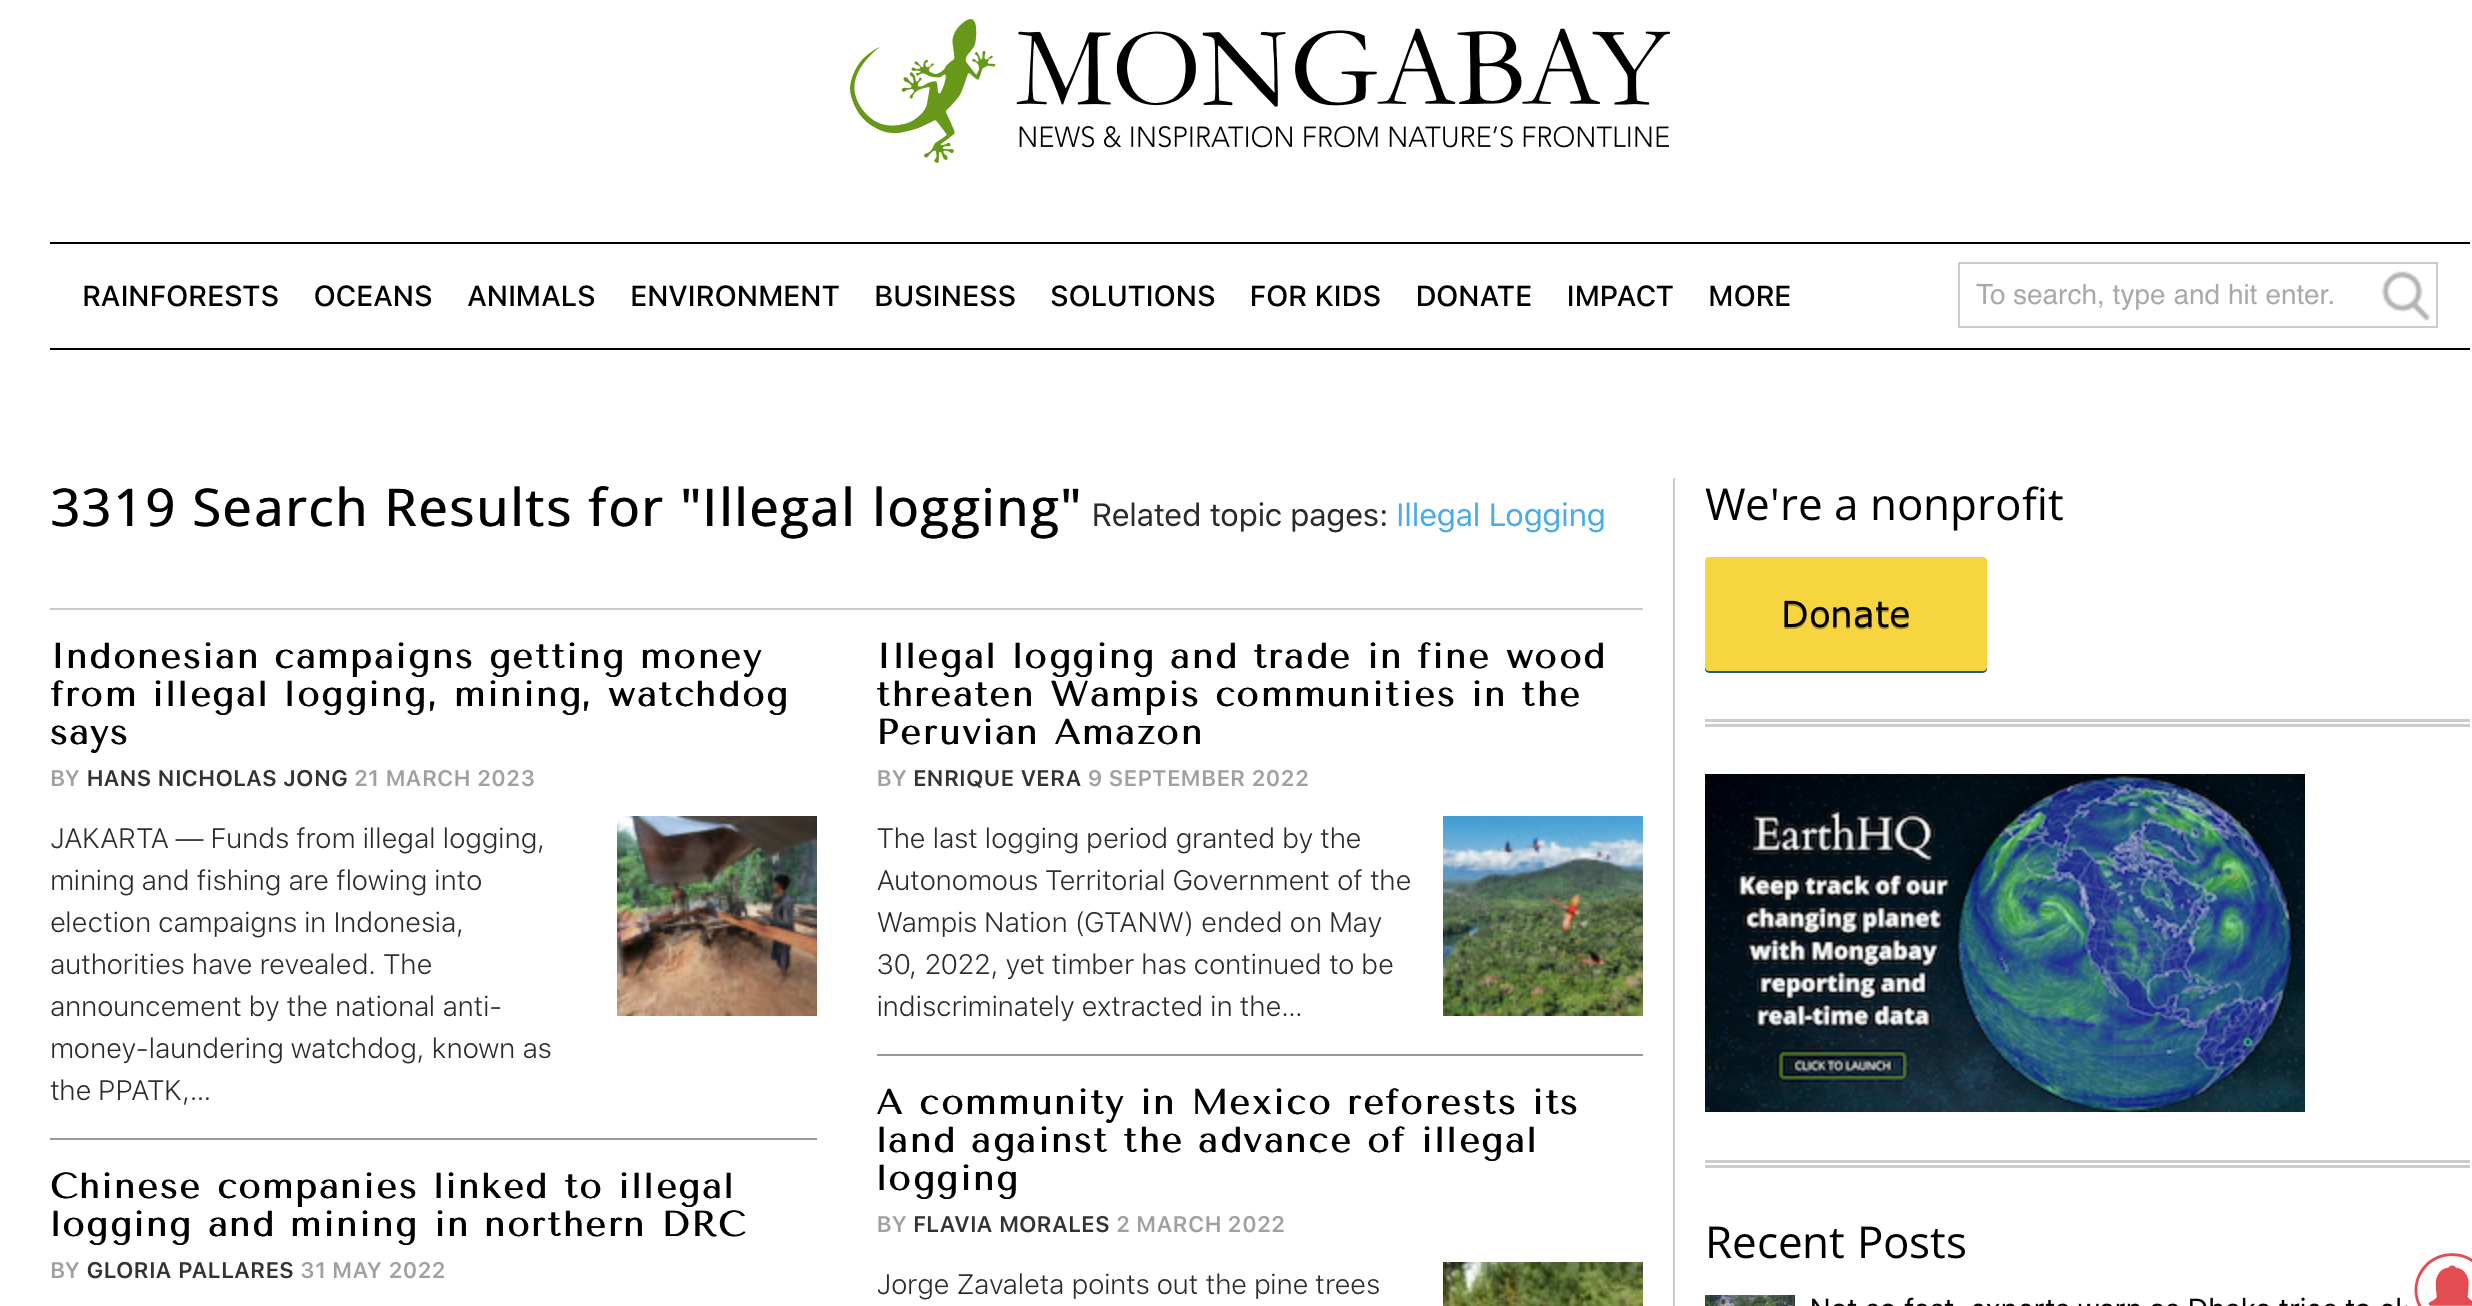 MONGABAY
NEWS & INSPIRATION FROM NATURE'S FRONTLINE
RAINFORESTS OCEANS ANIMALS ENVIRONMENT BUSINESS SOLUTIONS FOR KIDS DONATE IMPACT MORE
To search, type and hit enter.
3319 Search Results for "Illegal logging" Related topic pages: Illegal Logging
Indonesian campaigns getting money
from illegal logging, mining, watchdog
says
BY HANS NICHOLAS JONG 21 MARCH 2023
JAKARTA — Funds from illegal logging,
mining and fishing are flowing into
election campaigns in Indonesia,
authorities have revealed. The
announcement by the national anti-
money-laundering watchdog, known as
the PPATK,...
Chinese companies linked to illegal
logging and mining in northern DRC
BY GLORIA PALLARES 31 MAY 2022
Illegal logging and trade in fine wood
threaten Wampis communities in the
Peruvian Amazon
BY ENRIQUE VERA 9 SEPTEMBER 2022
The last logging period granted by the
Autonomous Territorial Government of the
Wampis Nation (GTANW) ended on May
30, 2022, yet timber has continued to be
indiscriminately extracted in the...
A community in Mexico reforests its
land against the advance of illegal
logging
BY FLAVIA MORALES 2 MARCH 2022
Jorge Zavaleta points out the pine trees
We're a nonprofit
Donate
EarthHQ
Keep track of our
changing planet
with Mongabay
reporting and
real-time data
CLICK TO LAUNCH
Recent Posts
Not so fast, experts warn as Dhaka tries to